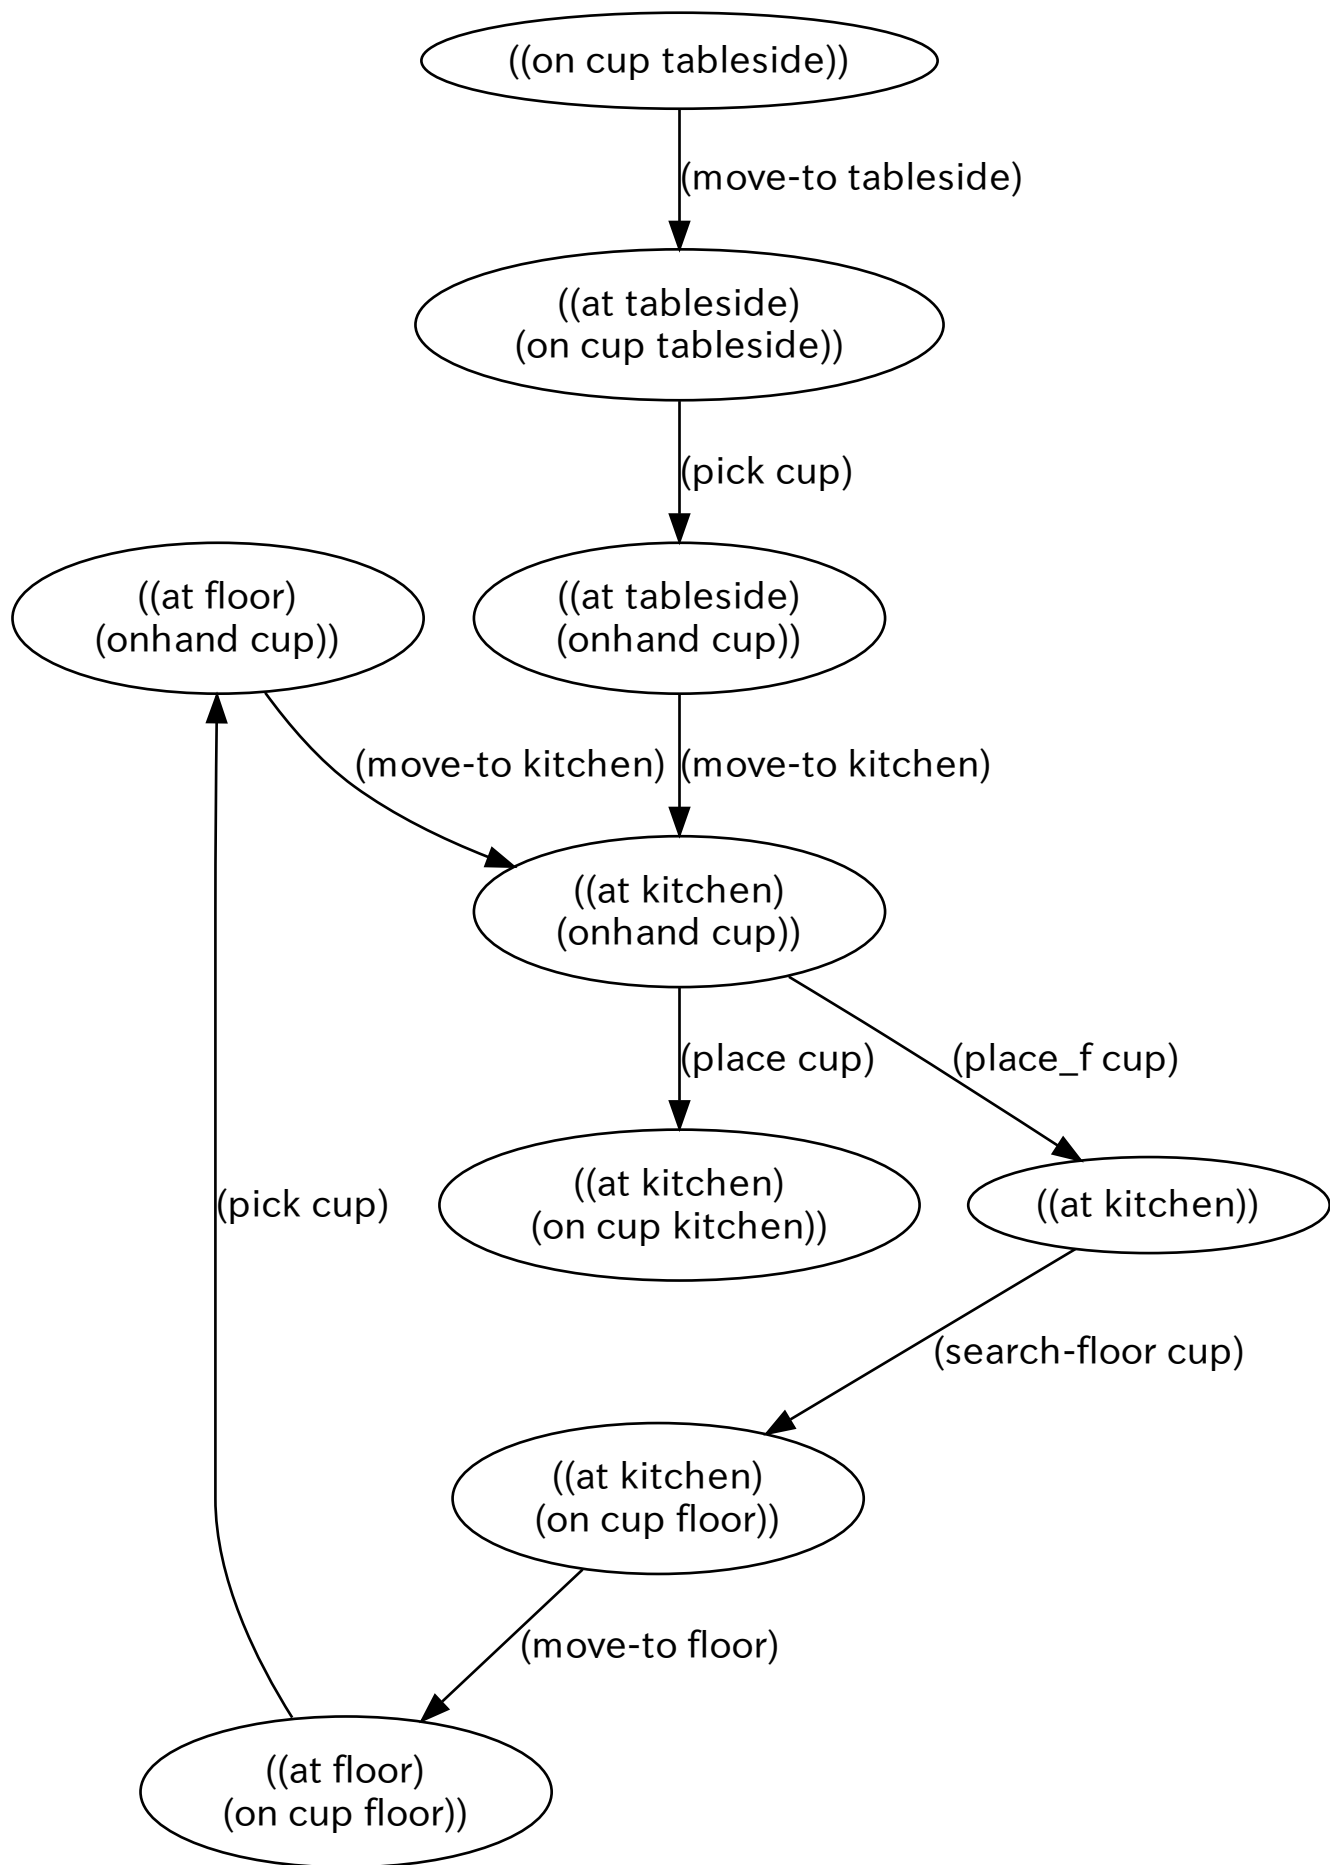 ((on cup tableside))
(move-to tableside)
((at tableside)
(on cup tableside))
(pick cup)
((at floor)
(onhand cup))
((at tableside)
(onhand cup))
(move-to kitchen)
(move-to kitchen)
((at kitchen)
(onhand cup))
(place cup)
(place_f cup)
(pick cup)
((at kitchen)
(on cup kitchen))
((at kitchen))
(search-floor cup)
((at kitchen)
(on cup floor))
(move-to floor)
((at floor)
(on cup floor))